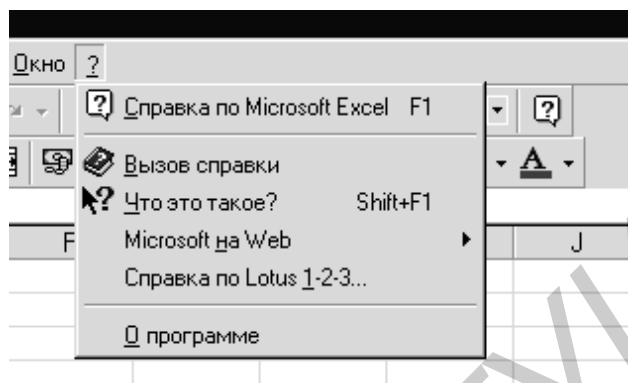 Окно ?
Справка по Microsoft Excel F1
Вызов справки
Что это такое? Shift+F1
Microsoft на Web
Справка по Lotus 1-2-3...
О программе
A
F J